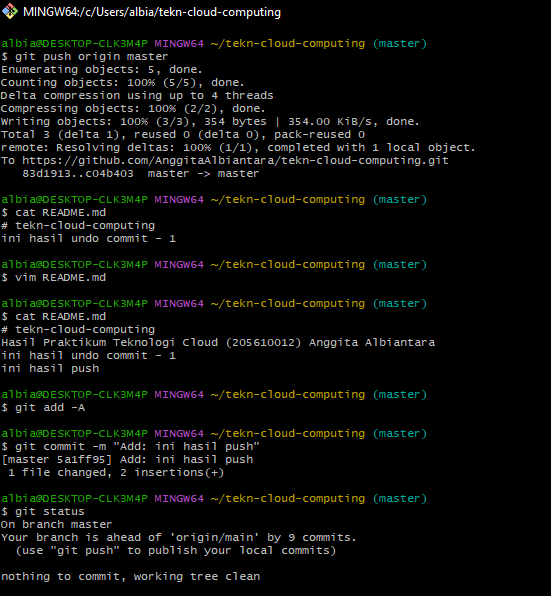 MINGW64:/c/Users/albia/tekn-cloud-computing
albia@DESKTOP-CLK3M4P MINGW64 ~/tekn-cloud-computing (master)
$ git push origin master
Enumerating objects: 5, done.
Counting objects: 100% (5/5), done.
Delta compression using up to 4 threads
Compressing objects: 100% (2/2), done.
Writing objects: 100% (3/3), 354 bytes | 354.00 KiB/s, done.
Total 3 (delta 1), reused 0 (delta 0), pack-reused 0
remote: Resolving deltas: 100% (1/1), completed with 1 local object.
To https://github.com/AnggitaAlbiantara/tekn-cloud-computing.git
   83d1913..c04b403  master -> master
albia@DESKTOP-CLK3M4P MINGW64 ~/tekn-cloud-computing (master)
$ cat README.md
# tekn-cloud-computing
ini hasil undo commit - 1
albia@DESKTOP-CLK3M4P MINGW64 ~/tekn-cloud-computing (master)
$ vim README.md
albia@DESKTOP-CLK3M4P MINGW64 ~/tekn-cloud-computing (master)
$ cat README.md
# tekn-cloud-computing
Hasil Praktikum Teknologi Cloud (205610012) Anggita Albiantara
ini hasil undo commit - 1
ini hasil push
albia@DESKTOP-CLK3M4P MINGW64 ~/tekn-cloud-computing (master)
$ git add -A
albia@DESKTOP-CLK3M4P MINGW64 ~/tekn-cloud-computing (master)
$ git commit -m "Add: ini hasil push"
[master 5a1ff95] Add: ini hasil push
 1 file changed, 2 insertions(+)
albia@DESKTOP-CLK3M4P MINGW64 ~/tekn-cloud-computing (master)
$ git status
On branch master
Your branch is ahead of 'origin/main' by 9 commits.
  (use "git push" to publish your local commits)
nothing to commit, working tree clean